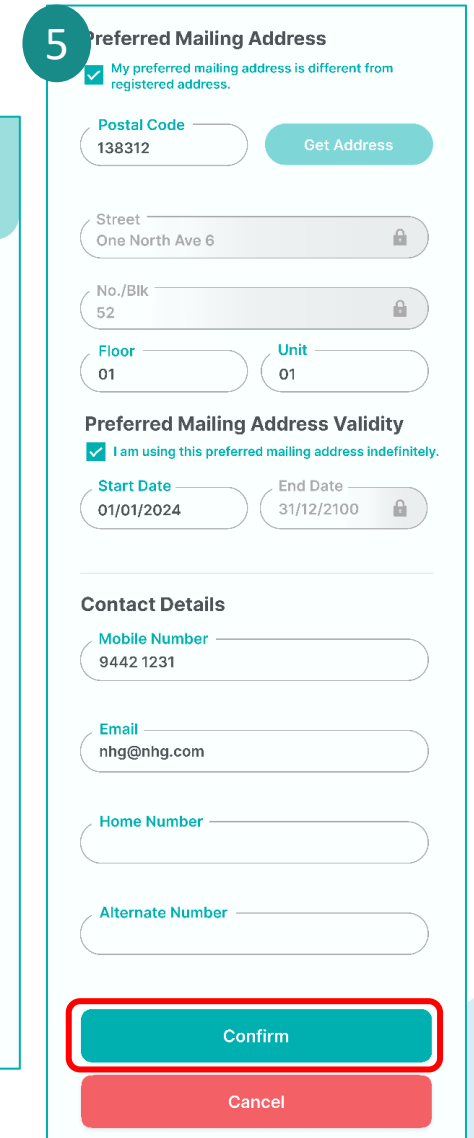 5
Preferred Mailing Address
My preferred mailing address is different from
registered address.
Postal Code
138312
Get Address
Street
One North Ave 6
No./Blk
52
Floor
01
Unit
01
Preferred Mailing Address Validity
I am using this preferred mailing address indefinitely.
Start Date
01/01/2024
End Date
31/12/2100
Contact Details
Mobile Number
9442 1231
Email
nhg@nhg.com
Home Number
Alternate Number
Confirm
Cancel